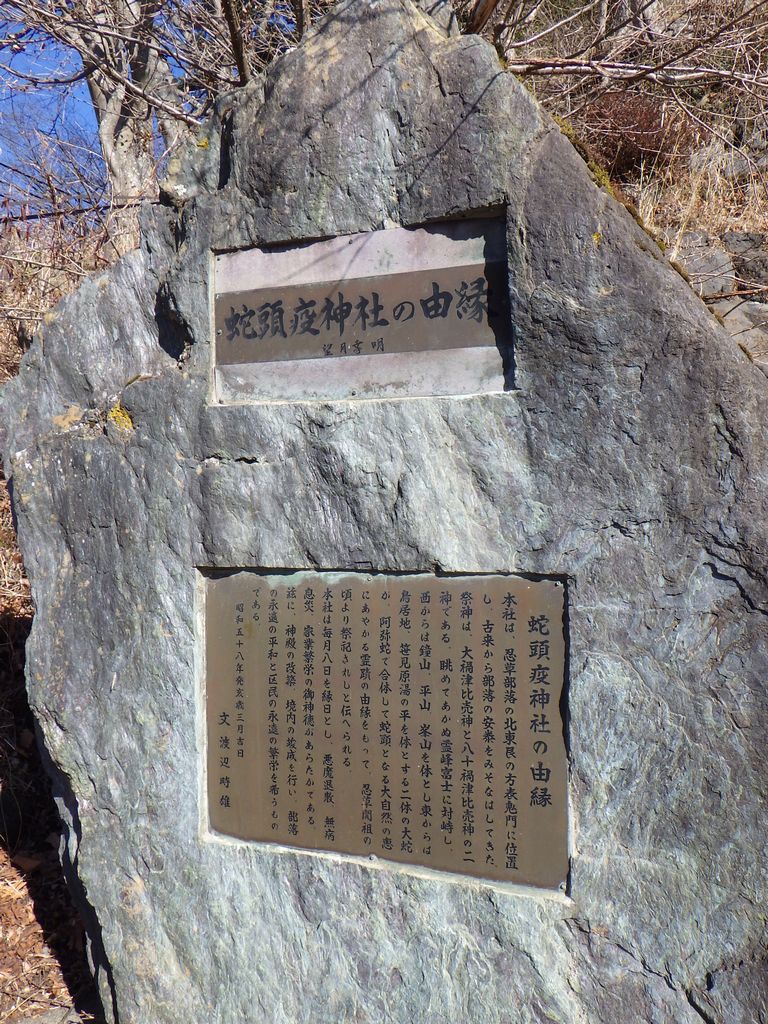 蛇頭疫神社の由縁
望月孝明
蛇頭疫神社の由縁
本社は、忍草部落の北東艮の方表鬼門に位置
し、古来から部落の安泰をみそなはしてきた、
祭神は、大禍津比売神と八十禍津比売神の二
神である、眺めてあかぬ霊峰富士に対峙し、
西からは鐘山、平山、峯山を体とし東からは
鳥居地、笹見原湯の平を体とする二体の大蛇
が、阿弥蛇で合体して蛇頭となる大自然の恵
にあやかる霊蹟の由縁をもって、忍草開祖の
頃より祭祀されしと伝へられる
本社は毎月八日を縁日とし、悪魔退散、無病
息災、家業繁栄の御神徳があらたかである、
茲に、神殿の改築、境内の竣成を行い、部落
の永遠の平和と区民の永遠の繁栄を希うもの
である、
昭和五十八年癸亥歳三月吉日
文 渡辺時雄